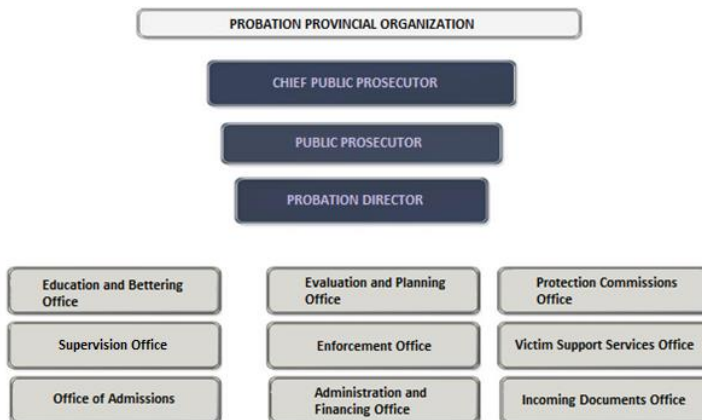 PROBATION PROVINCIAL ORGANIZATION
CHIEF PUBLIC PROSECUTOR
PUBLIC PROSECUTOR
PROBATION DIRECTOR
Education and Bettering
Office
Evaluation and Planning
Office
Protection Commissions
Office
Supervision Office
Enforcement Office
Victim Support Services Office
Office of Admissions
Administration and
Financing Office
Incoming Documents Office